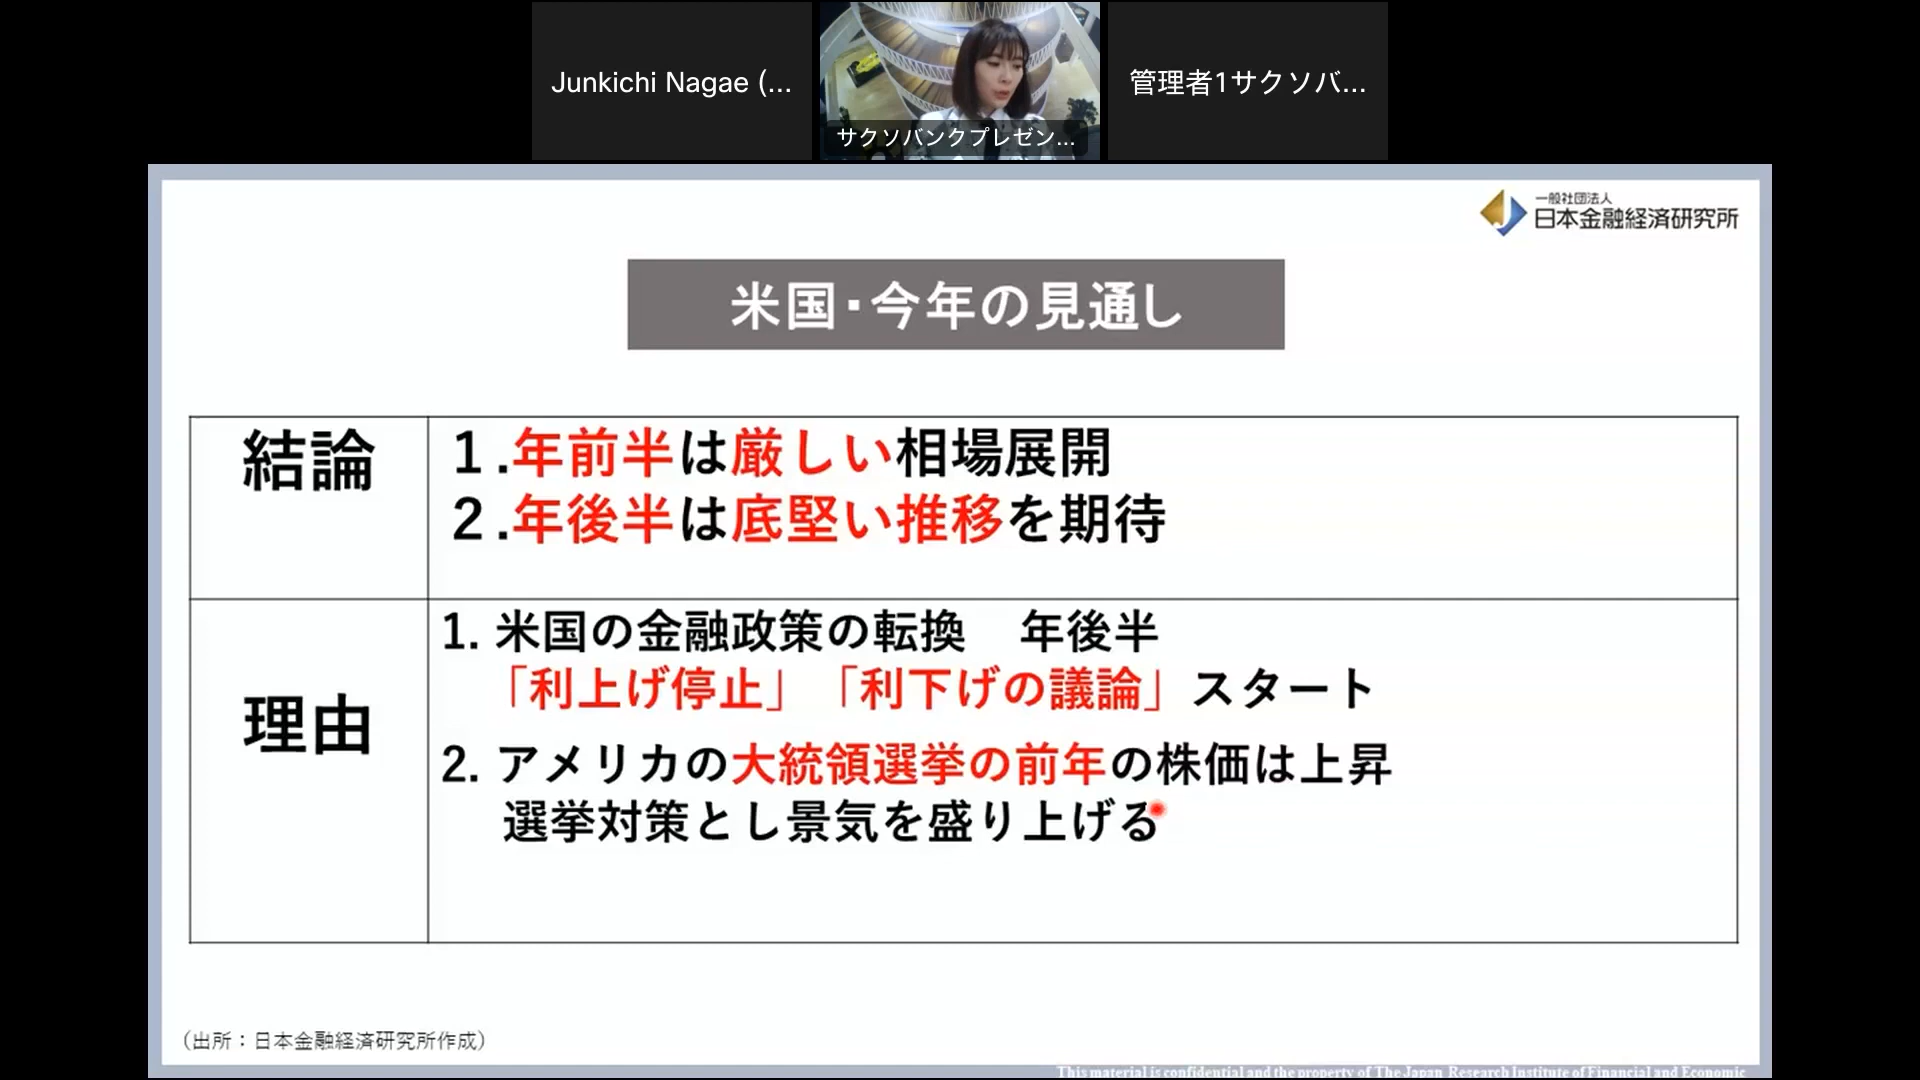 Junkichi Nagae (...
サクソバンクプレゼン...
管理者1サクソバ...
一般社団法人
日本金融経済研究所
米国・今年の見通し
結論
１.年前半は厳しい相場展開
２.年後半は底堅い推移を期待
理由
1. 米国の金融政策の転換　年後半
「利上げ停止」「利下げの議論」スタート
2. アメリカの大統領選挙の前年の株価は上昇
選挙対策とし景気を盛り上げる
（出所：日本金融経済研究所作成）
This material is confidential and the property of The Japan Research Institute of Financial and Economic